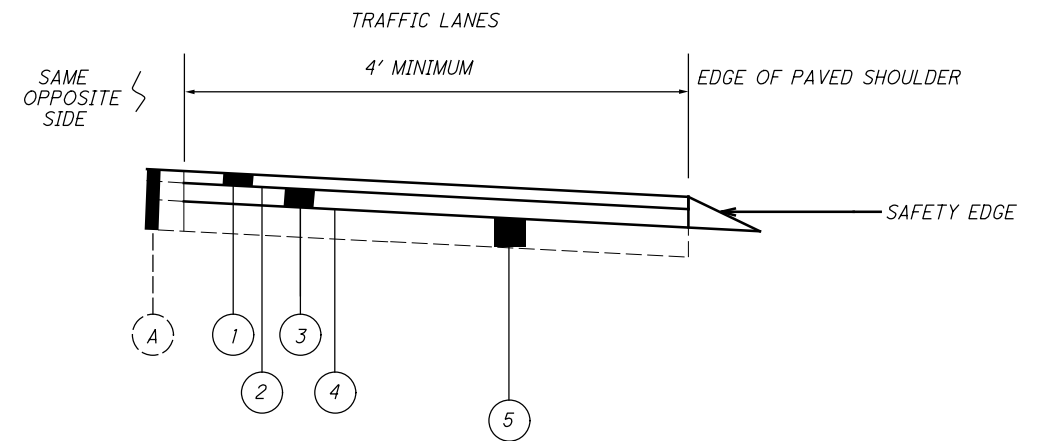 TRAFFIC LANES
4' MINIMUM
SAME
OPPOSITE
SIDE
EDGE OF PAVED SHOULDER
SAFETY EDGE
A
1
3
2
4
5